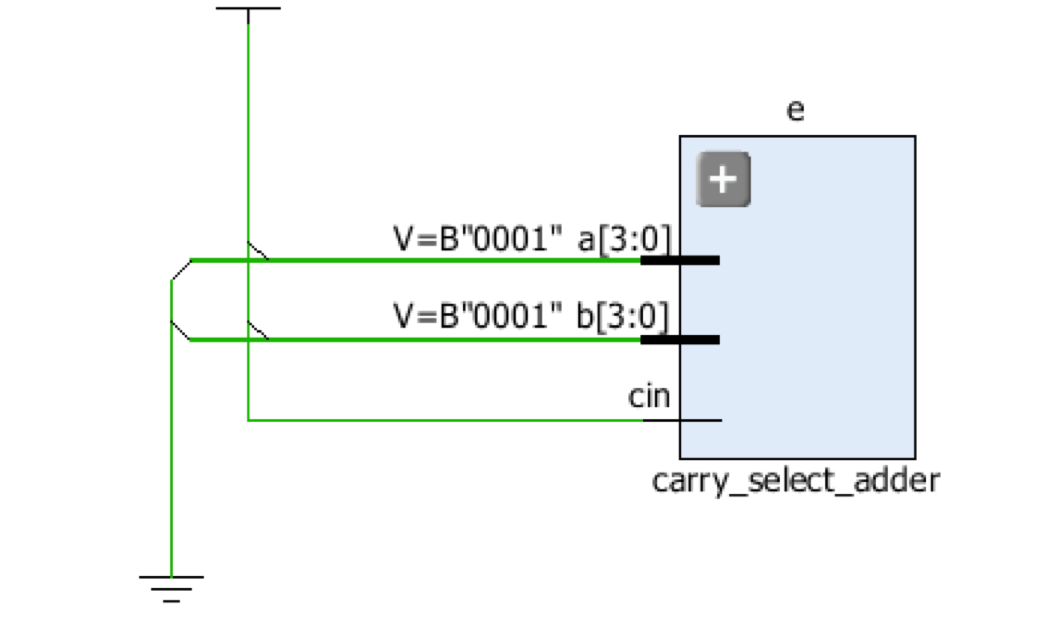 e
+
V=B"0001" a[3:0]
V=B"0001" b[3:0]
cin
carry_select_adder